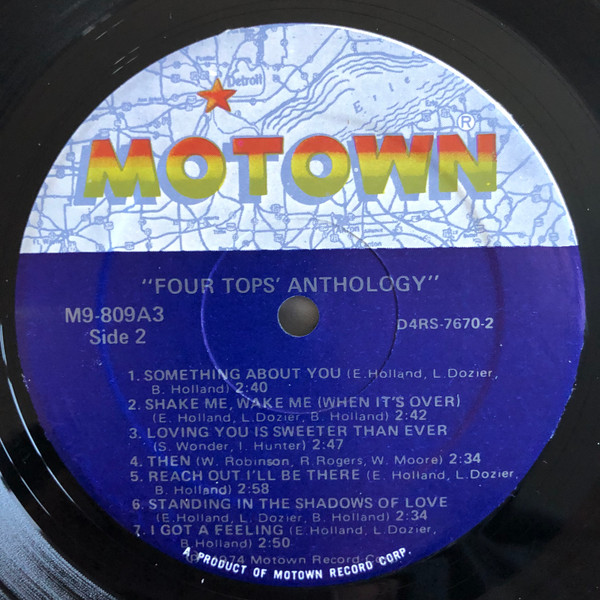 Detroit
Erie
MOTOWN®
"FOUR TOPS' ANTHOLOGY"
M9-809A3
Side 2
D4RS-7670-2
1. SOMETHING ABOUT YOU (E.Holland, L.Dozier,
B. Holland) 2:40
2. SHAKE ME, WAKE ME (WHEN IT'S OVER)
(E. Holland, L.Dozier, B. Holland) 2:42
3. LOVING YOU IS SWEETER THAN EVER
(S. Wonder, I. Hunter) 2:47
4. THEN (W. Robinson, R.Rogers, W. Moore) 2:34
5. REACH OUT I'LL BE THERE (E. Holland, L.Dozier,
B. Holland) 2:58
6. STANDING IN THE SHADOWS OF LOVE
(E.Holland, L.Dozier, B. Holland) 2:34
7. I GOT A FEELING (E.Holland, L.Dozier,
B. Holland) 2:50
1974 Motown Record
A PRODUCT OF MOTOWN RECORD CORP.